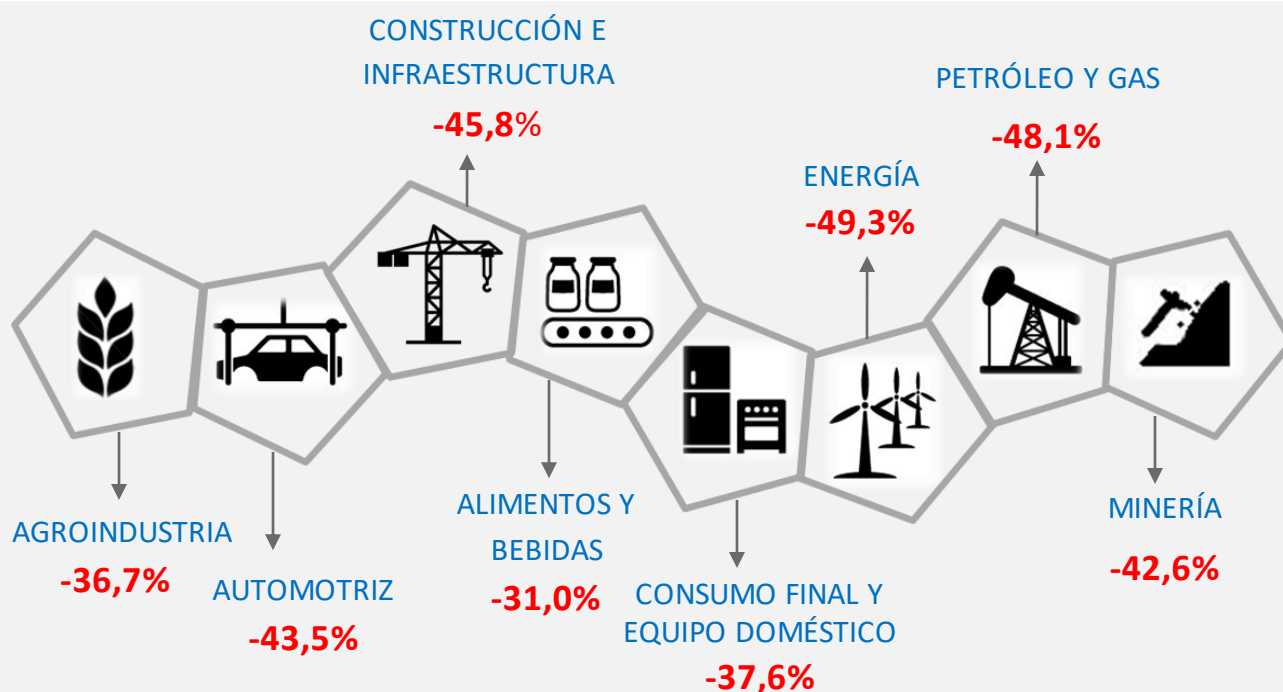 CONSTRUCCIÓN E
INFRAESTRUCTURA
-45,8%
PETRÓLEO Y GAS
-48,1%
ENERGÍA
-49,3%
AGROINDUSTRIA
-36,7%
AUTOMOTRIZ
-43,5%
ALIMENTOS Y
BEBIDAS
-31,0%
CONSUMO FINAL Y
EQUIPO DOMÉSTICO
-37,6%
MINERÍA
-42,6%